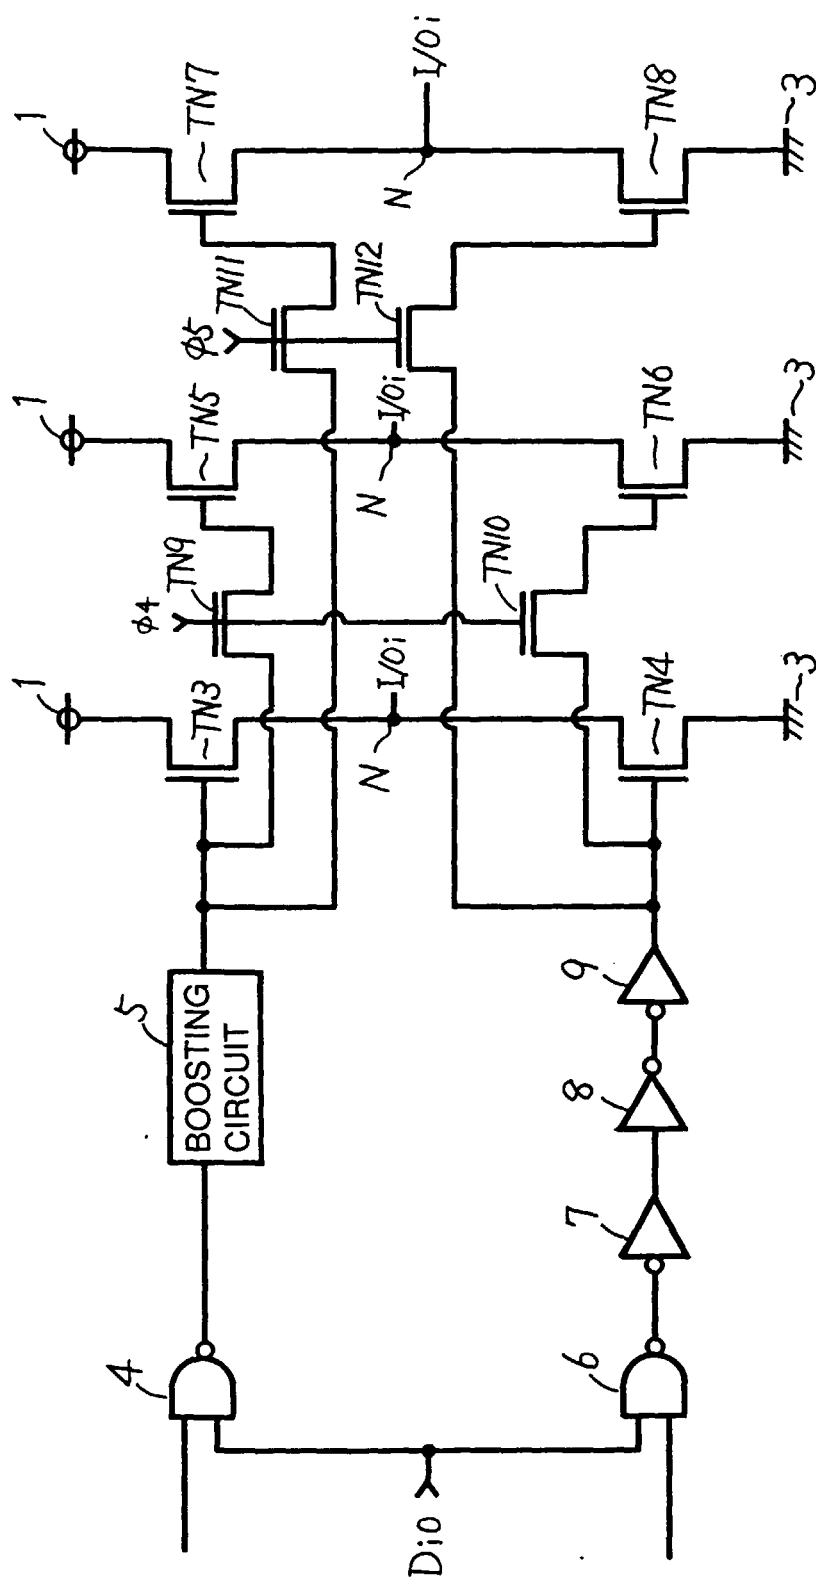 1
1
1
TN3
TN5
TN7
Φ4
TN9
Φ5
TN11
TN12
TN10
5
BOOSTING
CIRCUIT
4
Di0
N
I/Oi
N
I/Oi
N
I/Oi
6
7
8
9
TN4
TN6
TN8
3
3
3